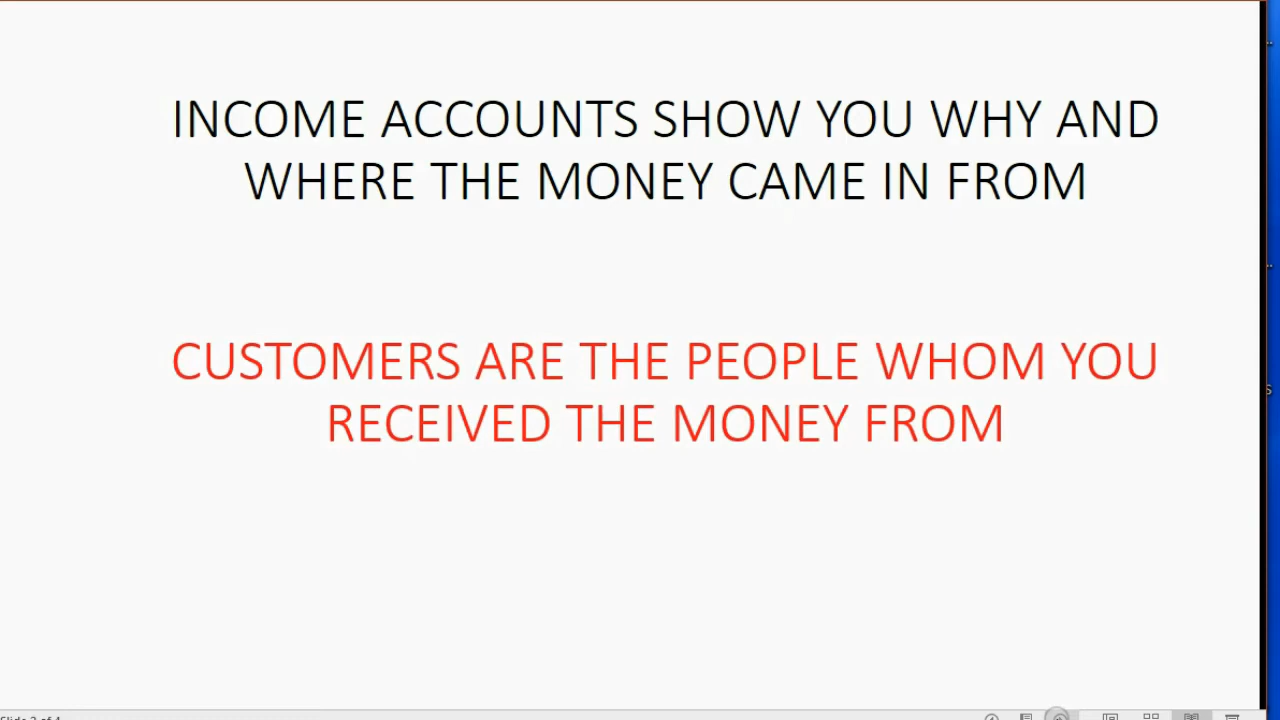 INCOME ACCOUNTS SHOW YOU WHY AND
WHERE THE MONEY CAME IN FROM
CUSTOMERS ARE THE PEOPLE WHOM YOU
RECEIVED THE MONEY FROM